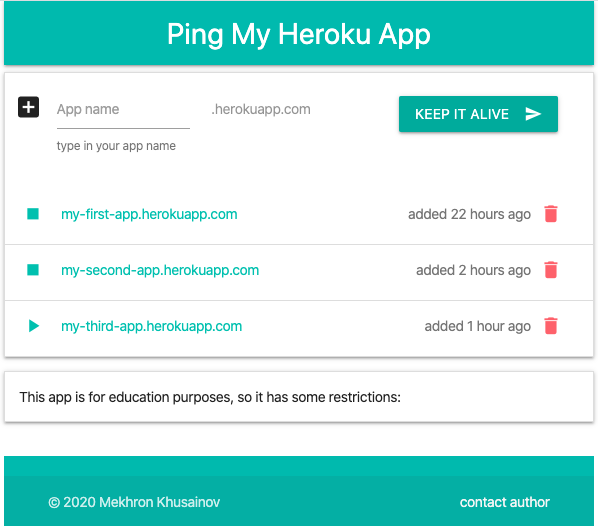 Ping My Heroku App
App name .herokuapp.com KEEP IT ALIVE
type in your app name
my-first-app.herokuapp.com added 22 hours ago
my-second-app.herokuapp.com added 2 hours ago
my-third-app.herokuapp.com added 1 hour ago
This app is for education purposes, so it has some restrictions:
© 2020 Mekhron Khusainov contact author